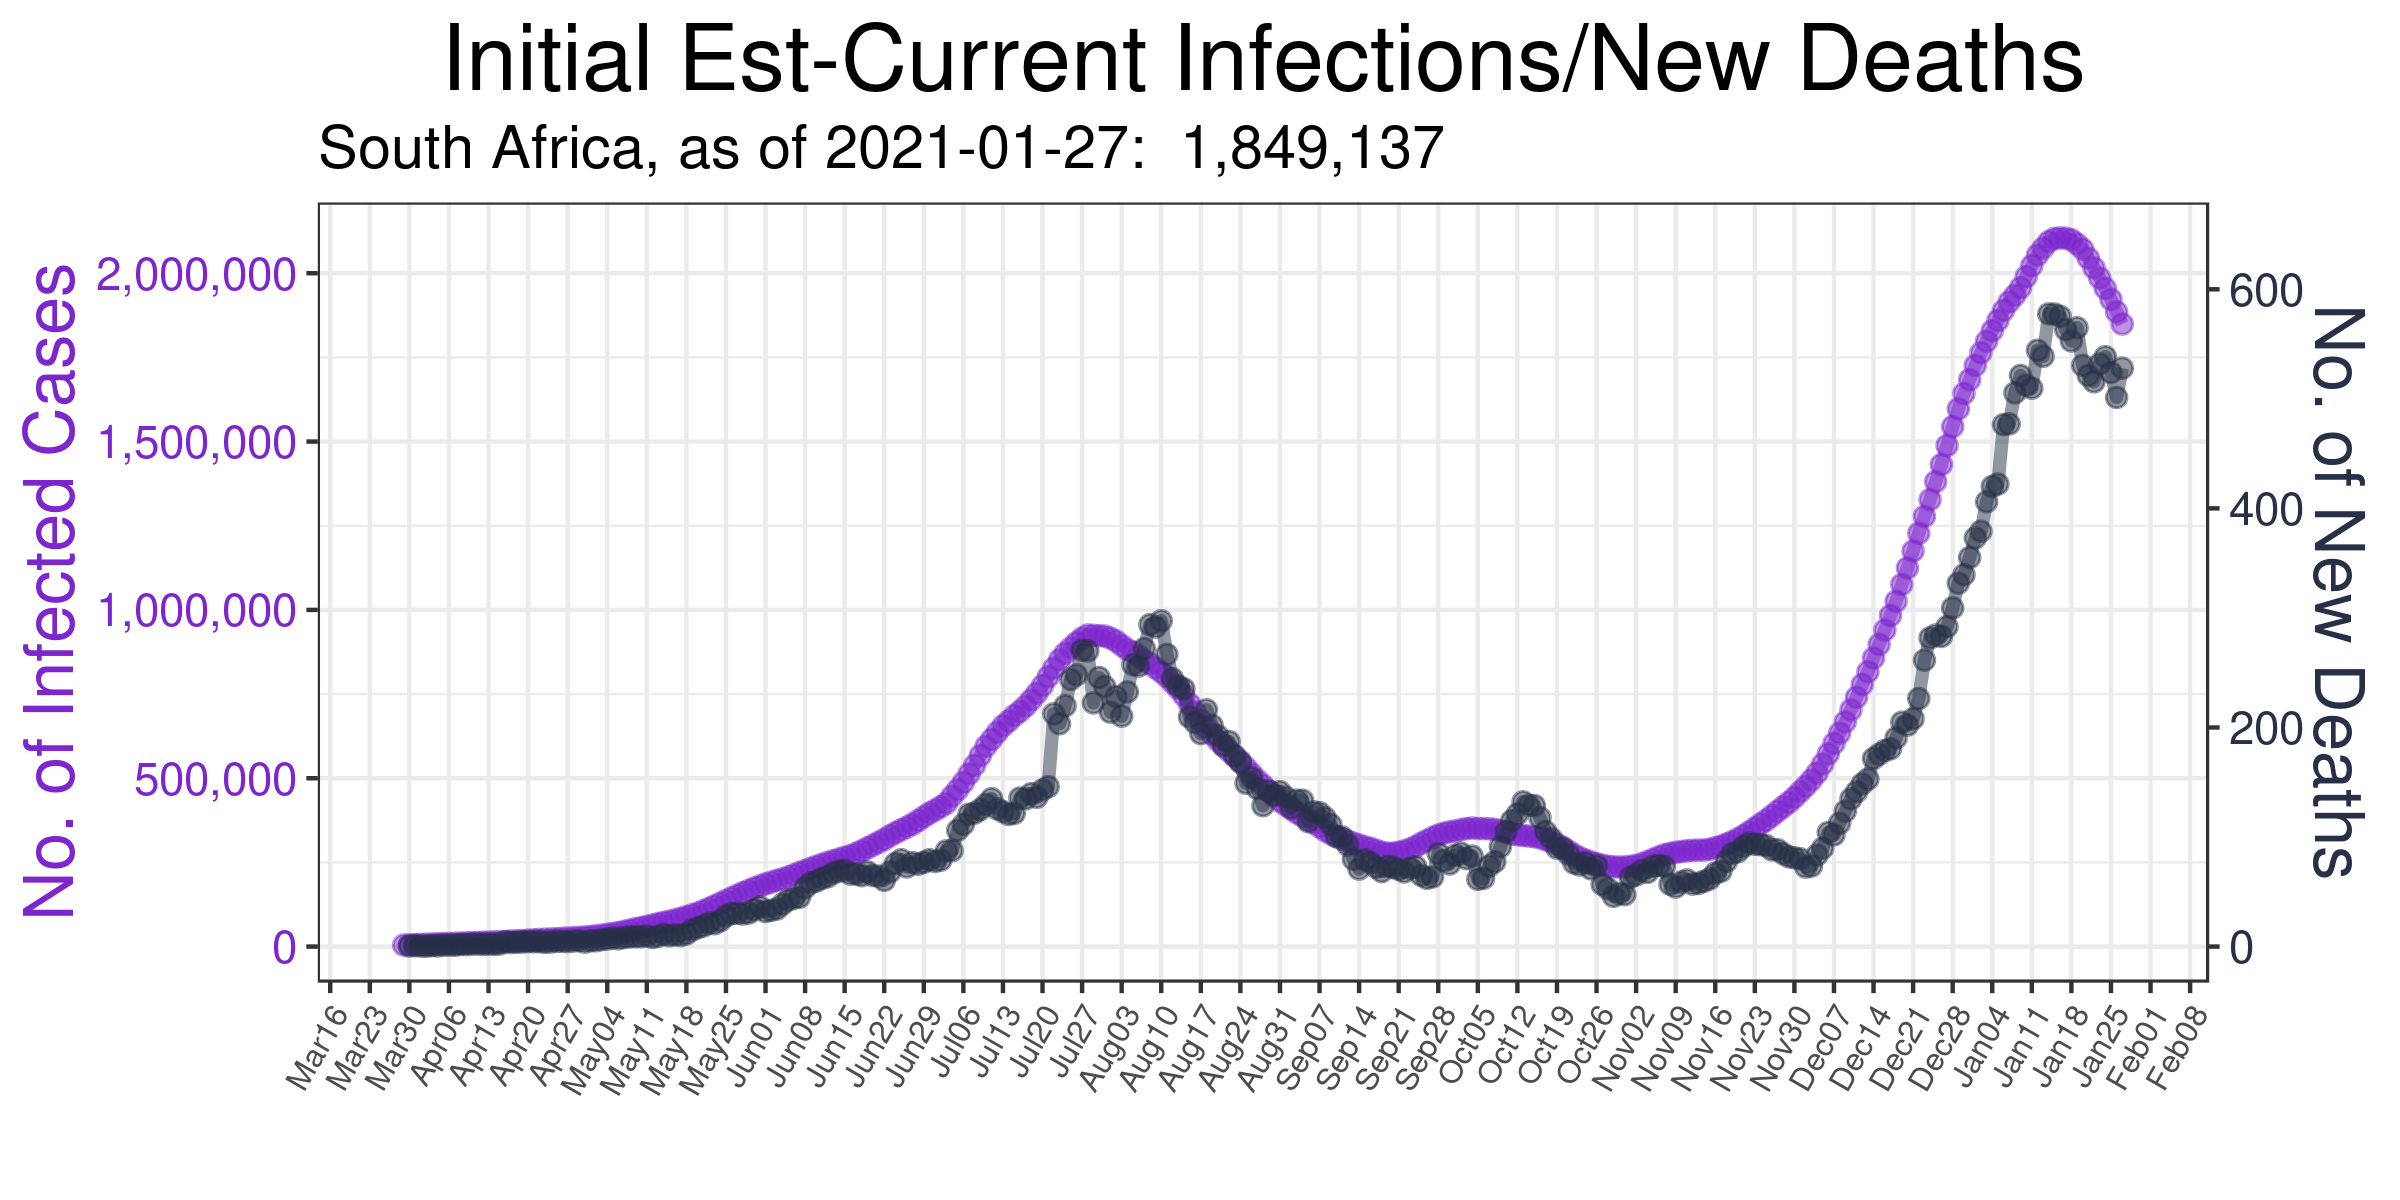 Initial Est-Current Infections/New Deaths
South Africa, as of 2021-01-27:  1,849,137
No. of Infected Cases
2,000,000
1,500,000
1,000,000
500,000
0
600
400
200
0
No. of New Deaths
Mar16
Mar23
Mar30
Apr06
Apr13
Apr20
Apr27
May04
May11
May18
May25
Jun01
Jun08
Jun15
Jun22
Jun29
Jul06
Jul13
Jul20
Jul27
Aug03
Aug10
Aug17
Aug24
Aug31
Sep07
Sep14
Sep21
Sep28
Oct05
Oct12
Oct19
Oct26
Nov02
Nov09
Nov16
Nov23
Nov30
Dec07
Dec14
Dec21
Dec28
Jan04
Jan11
Jan18
Jan25
Feb01
Feb08